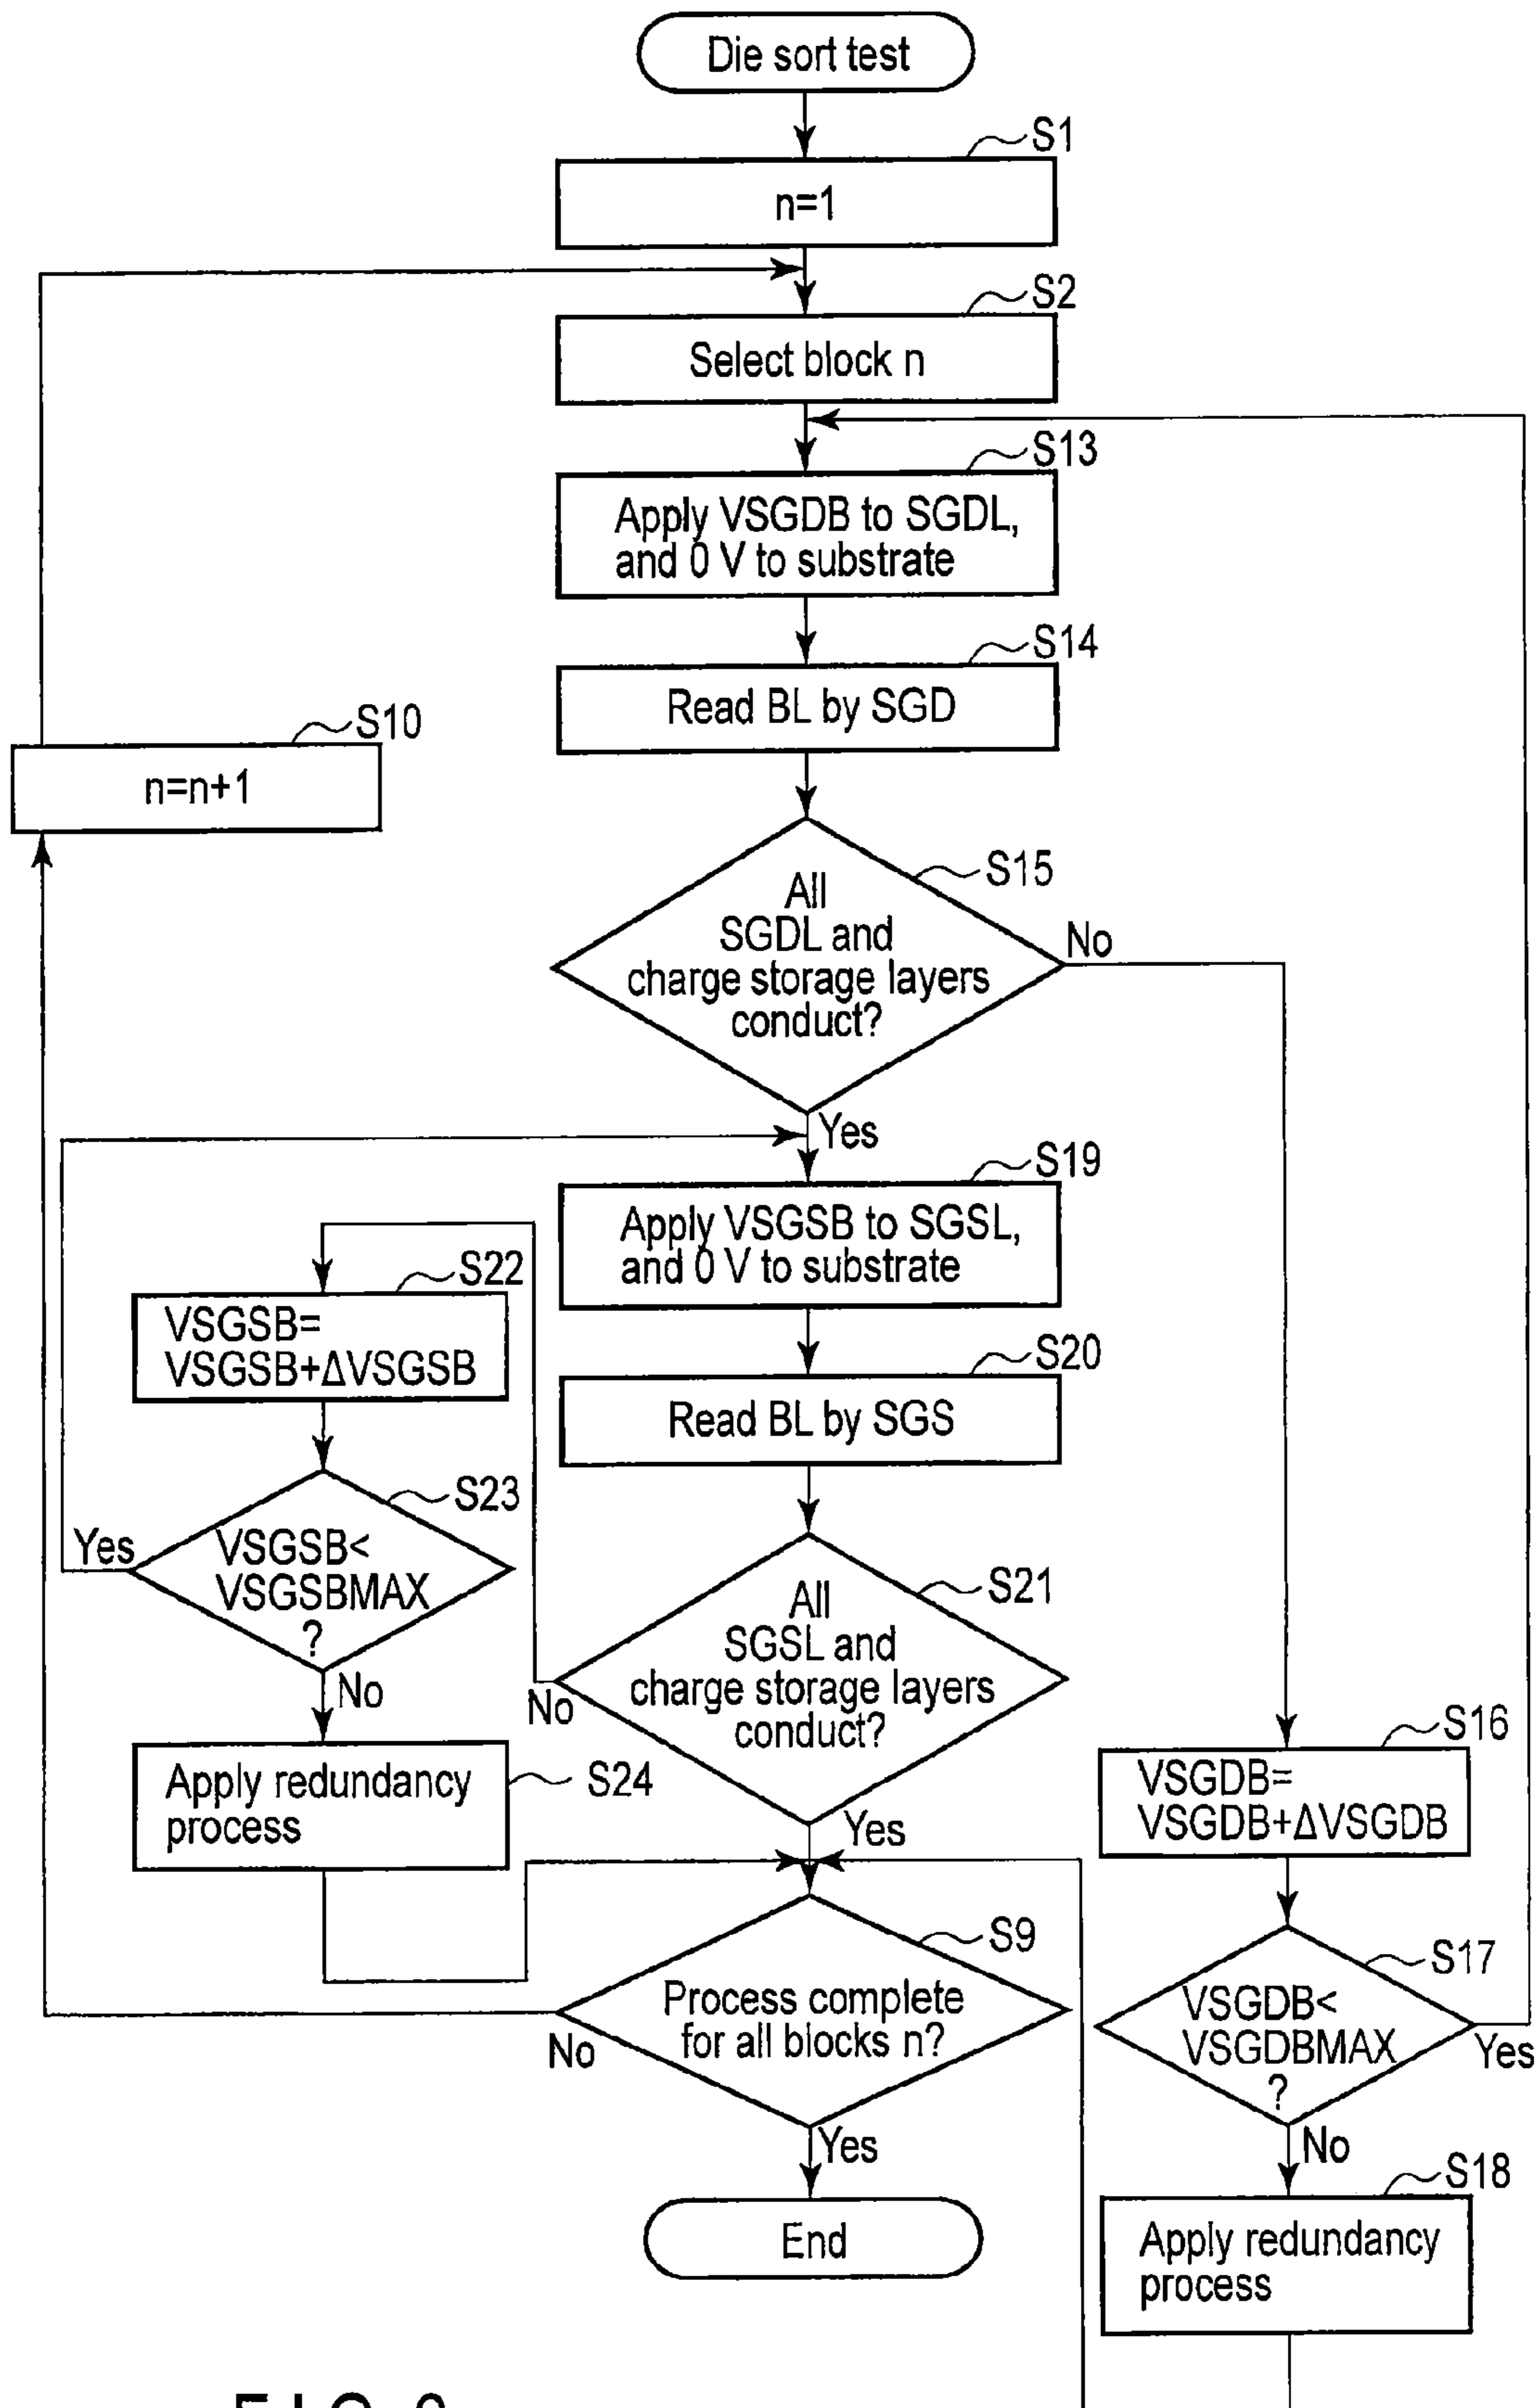 Die sort test
S1
n=1
S2
Select block n
S13
Apply VSGDB to SGDL,
and 0 V to substrate
S14
Read BL by SGD
S10
n=n+1
S15
All
SGDL and
charge storage layers
conduct?
No
Yes
S19
Apply VSGSB to SGSL,
and 0 V to substrate
S22
VSGSB=
VSGSB+ΔVSGSB
S20
Read BL by SGS
S23
VSGSB<
VSGSBMAX
?
Yes
No
S21
All
SGSL and
charge storage layers
conduct?
No
Yes
S24
Apply redundancy
process
S16
VSGDB=
VSGDB+ΔVSGDB
S9
Process complete
for all blocks n?
No
Yes
S17
VSGDB<
VSGDBMAX
?
Yes
No
End
S18
Apply redundancy
process